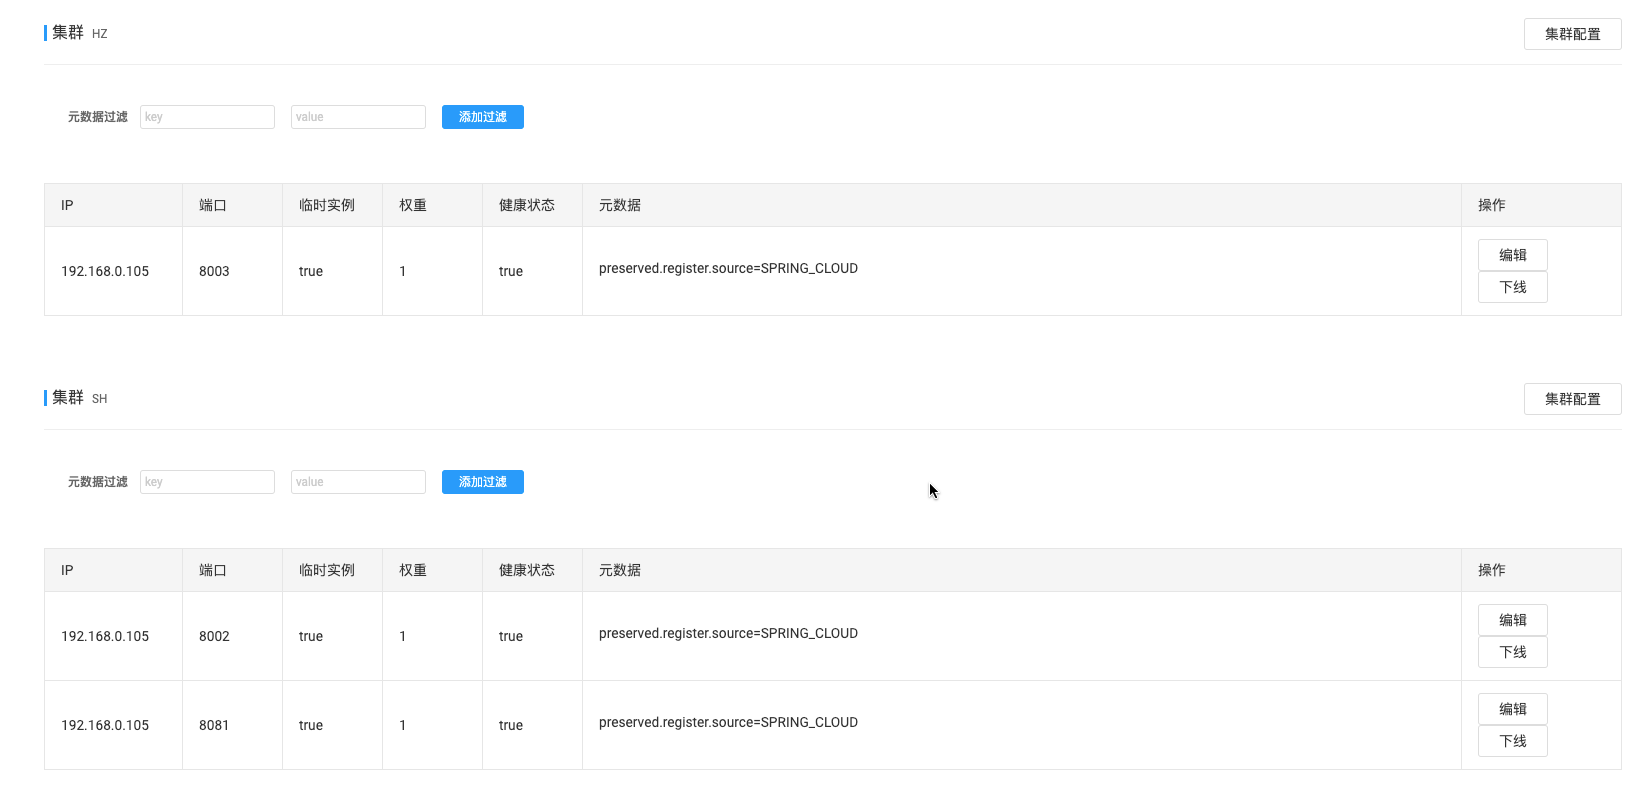 集群 HZ 集群配置
元数据过滤 key value 添加过滤
IP 端口 临时实例 权重 健康状态 元数据 操作
192.168.0.105 8003 true 1 true preserved.register.source=SPRING_CLOUD 编辑
下线
集群 SH 集群配置
元数据过滤 key value 添加过滤
IP 端口 临时实例 权重 健康状态 元数据 操作
192.168.0.105 8002 true 1 true preserved.register.source=SPRING_CLOUD 编辑
下线
192.168.0.105 8081 true 1 true preserved.register.source=SPRING_CLOUD 编辑
下线